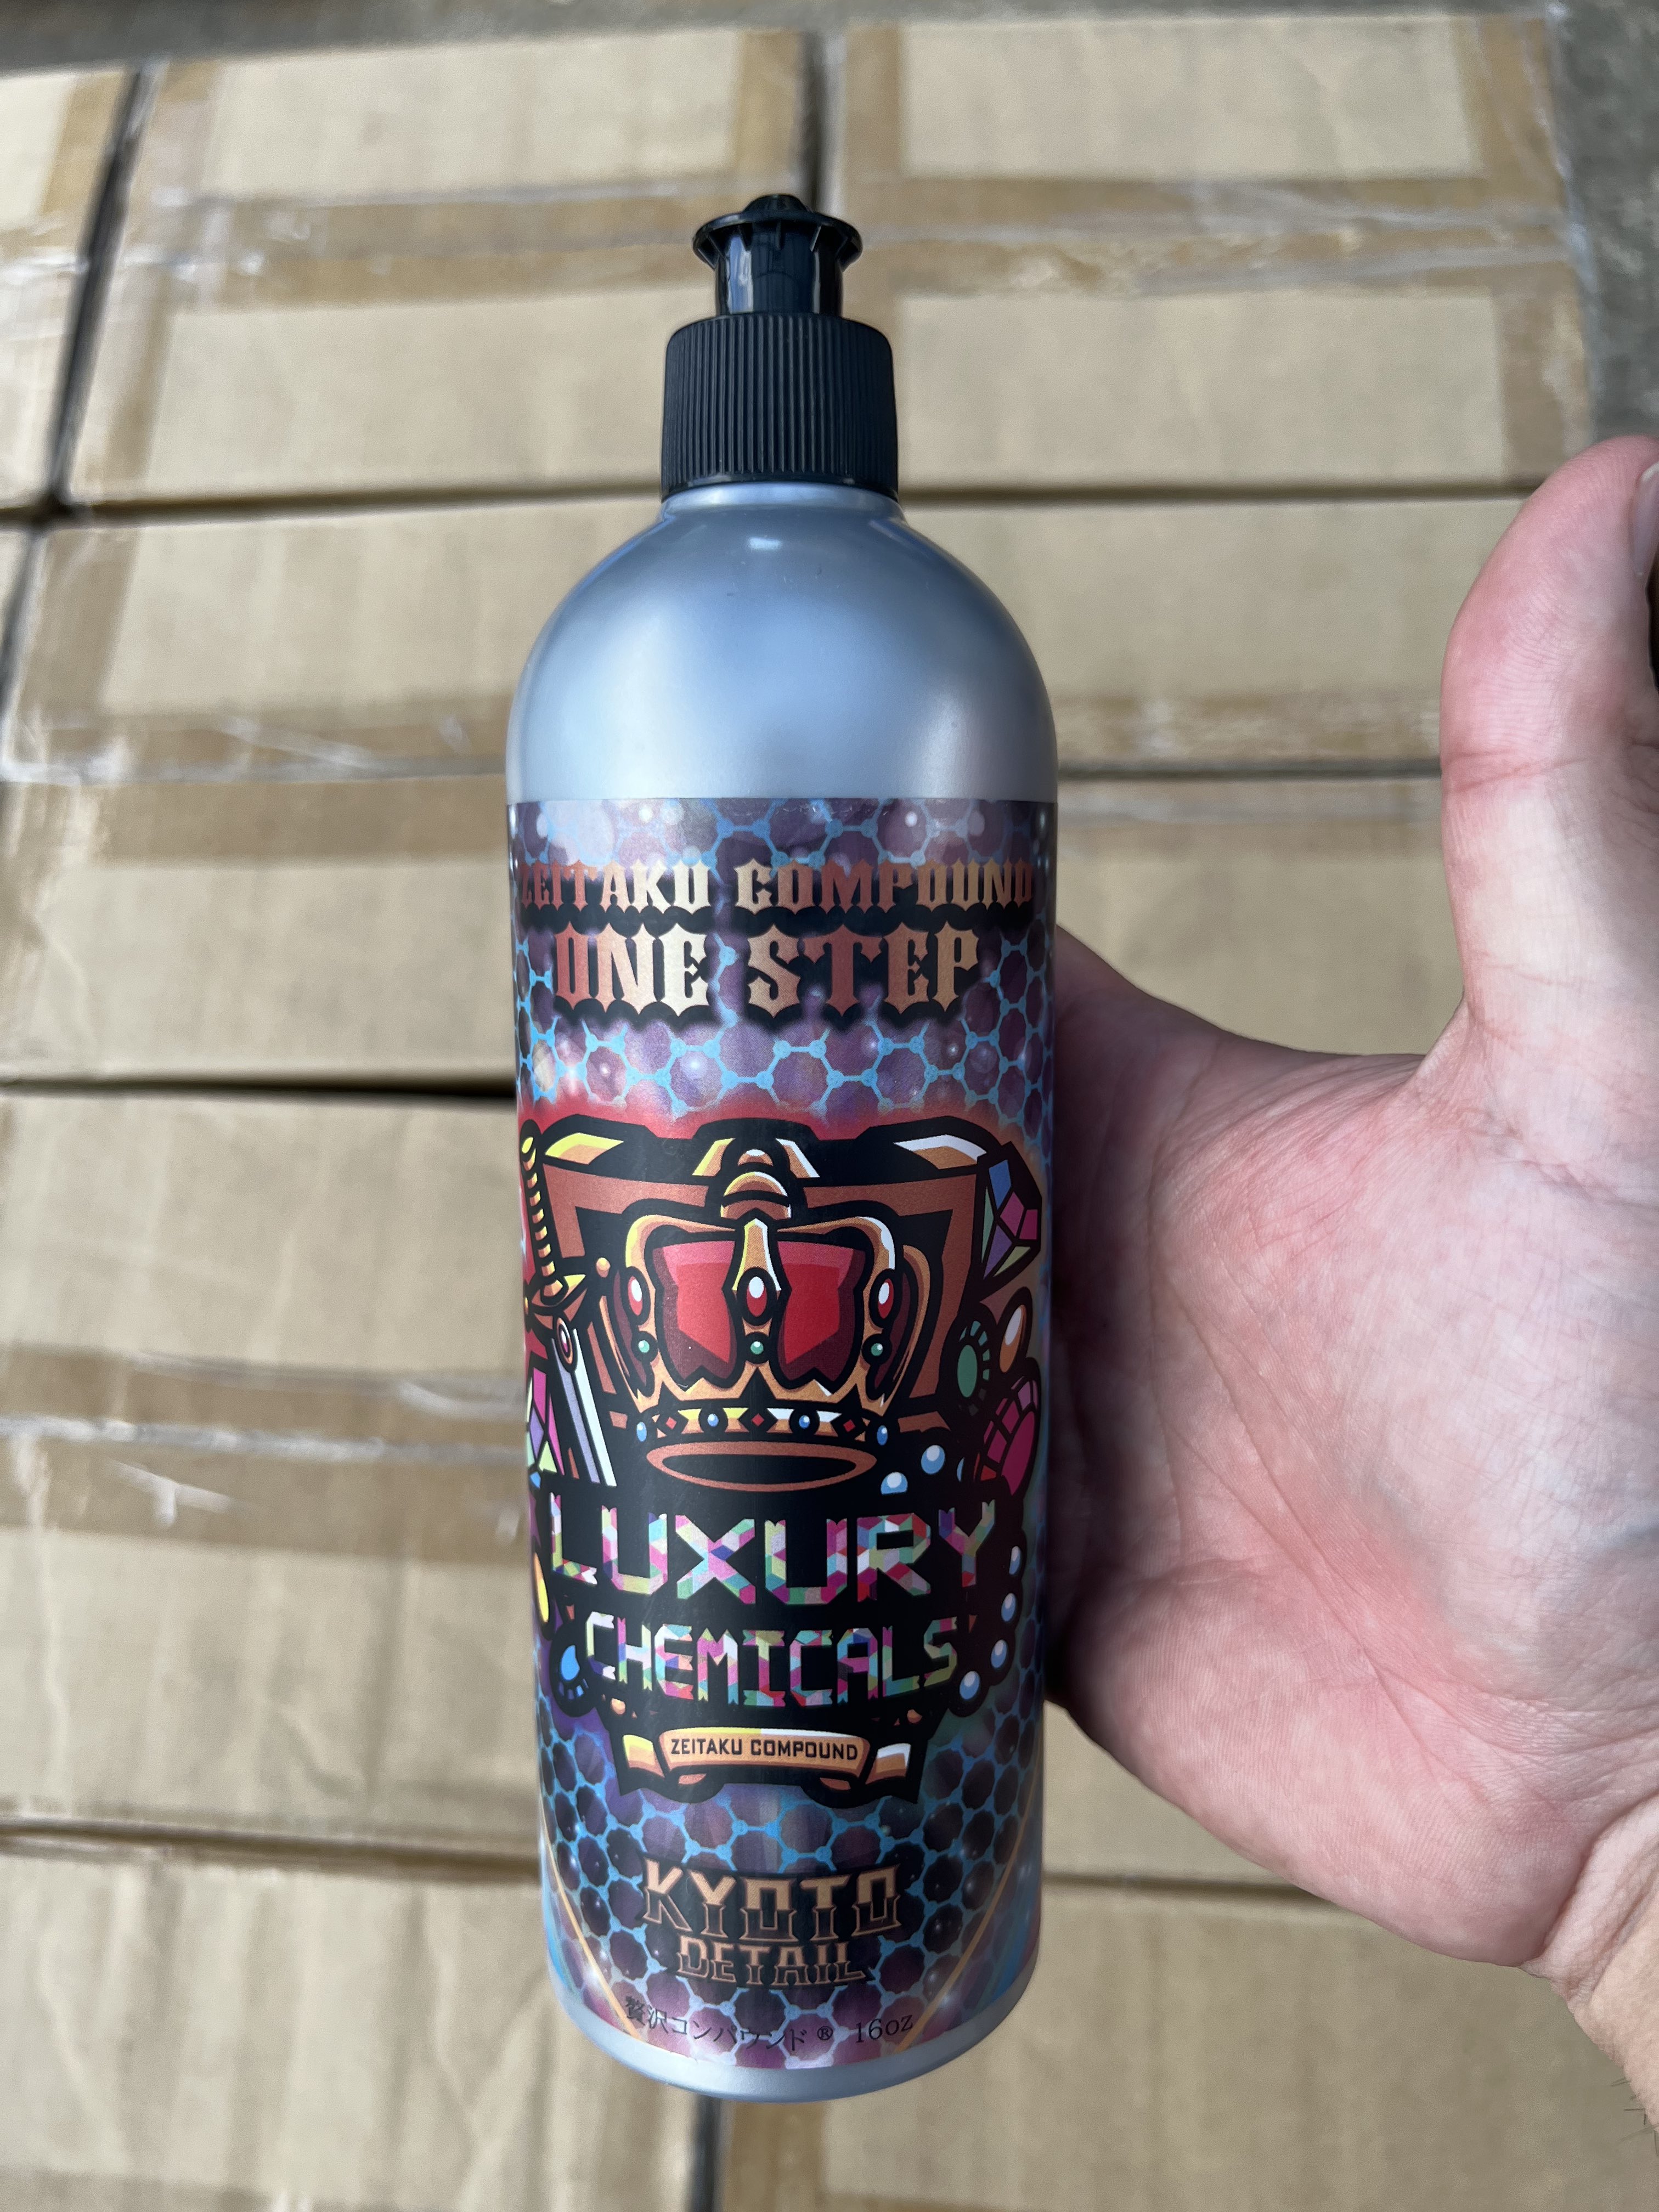 ZEITAKU COMPOUND
ONE STEP
LUXURY
CHEMICALS
ZEITAKU COMPOUND
KYOTO
DETAIL
贅沢コンパウンド® 16oz